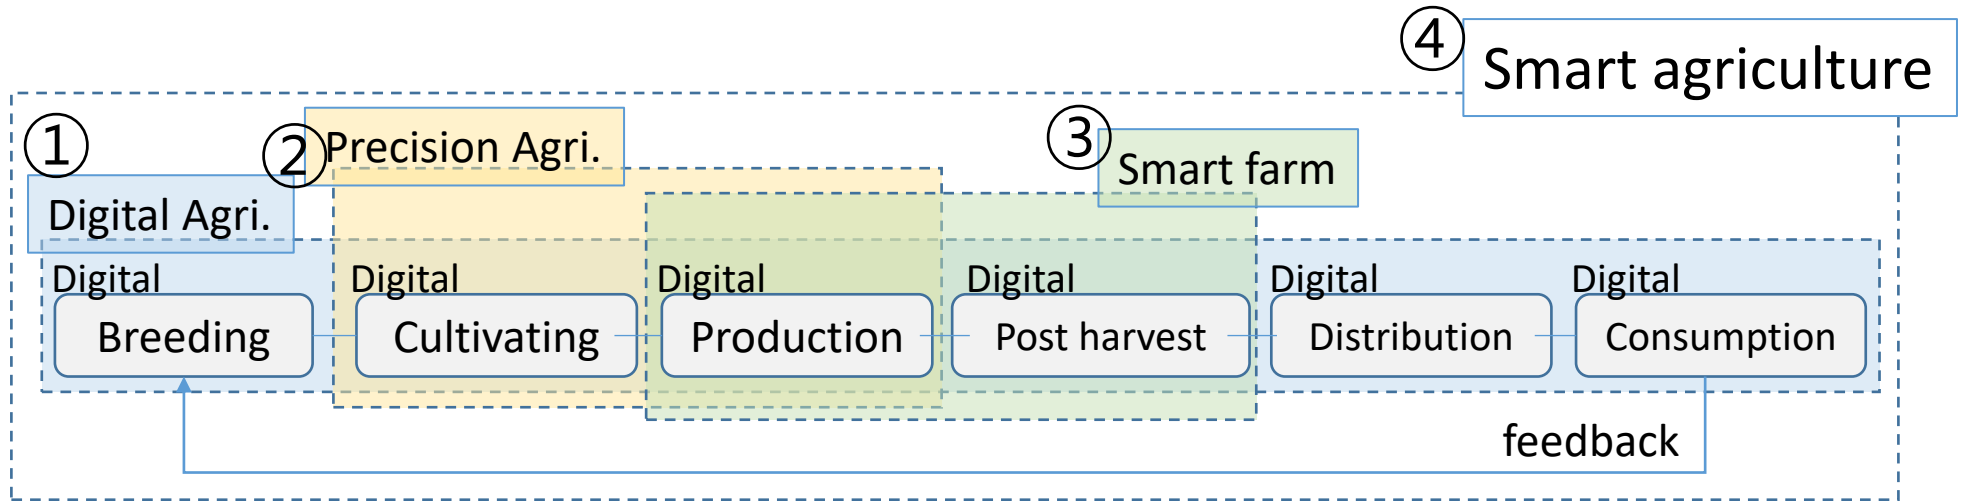 ④
Smart agriculture
①
②
Precision Agri.
③
Smart farm
Digital Agri.
Digital
Breeding
Digital
Cultivating
Digital
Production
Digital
Post harvest
Digital
Distribution
Digital
Consumption
feedback